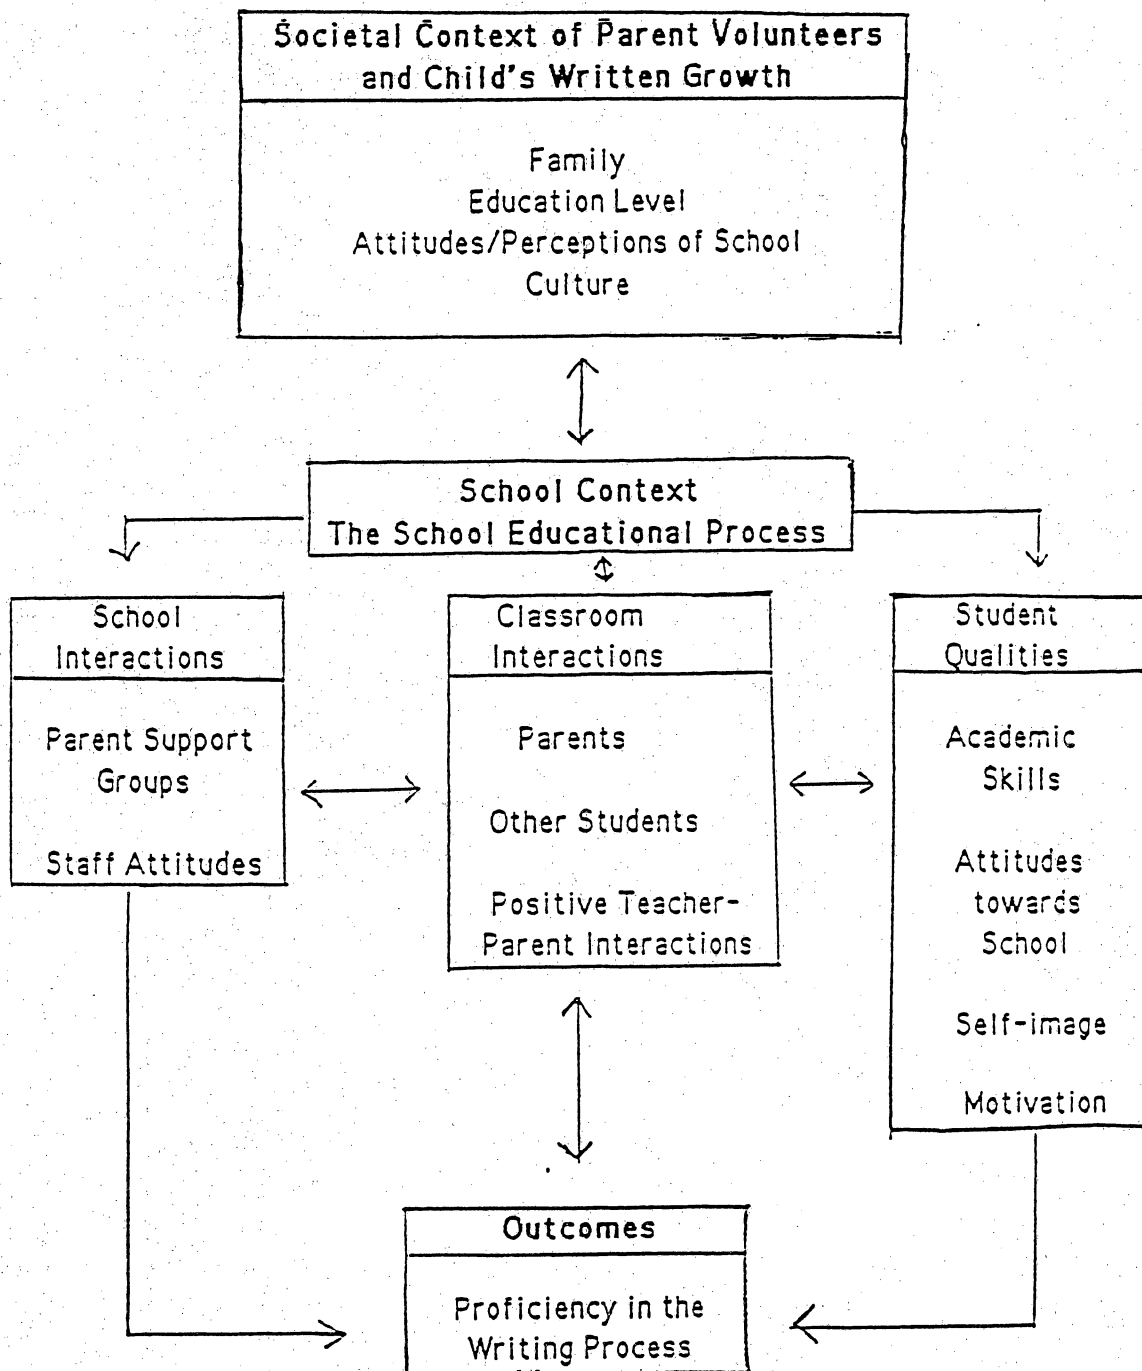 Societal Context of Parent Volunteers
and Child's Written Growth
Family
Education Level
Attitudes/Perceptions of School
Culture
School Context
The School Educational Process
School
Interactions
Parent Support
Groups
Staff Attitudes
Classroom
Interactions
Parents
Other Students
Positive Teacher-
Parent Interactions
Student
Qualities
Academic
Skills
Attitudes
towards
School
Self-image
Motivation
Outcomes
Proficiency in the
Writing Process